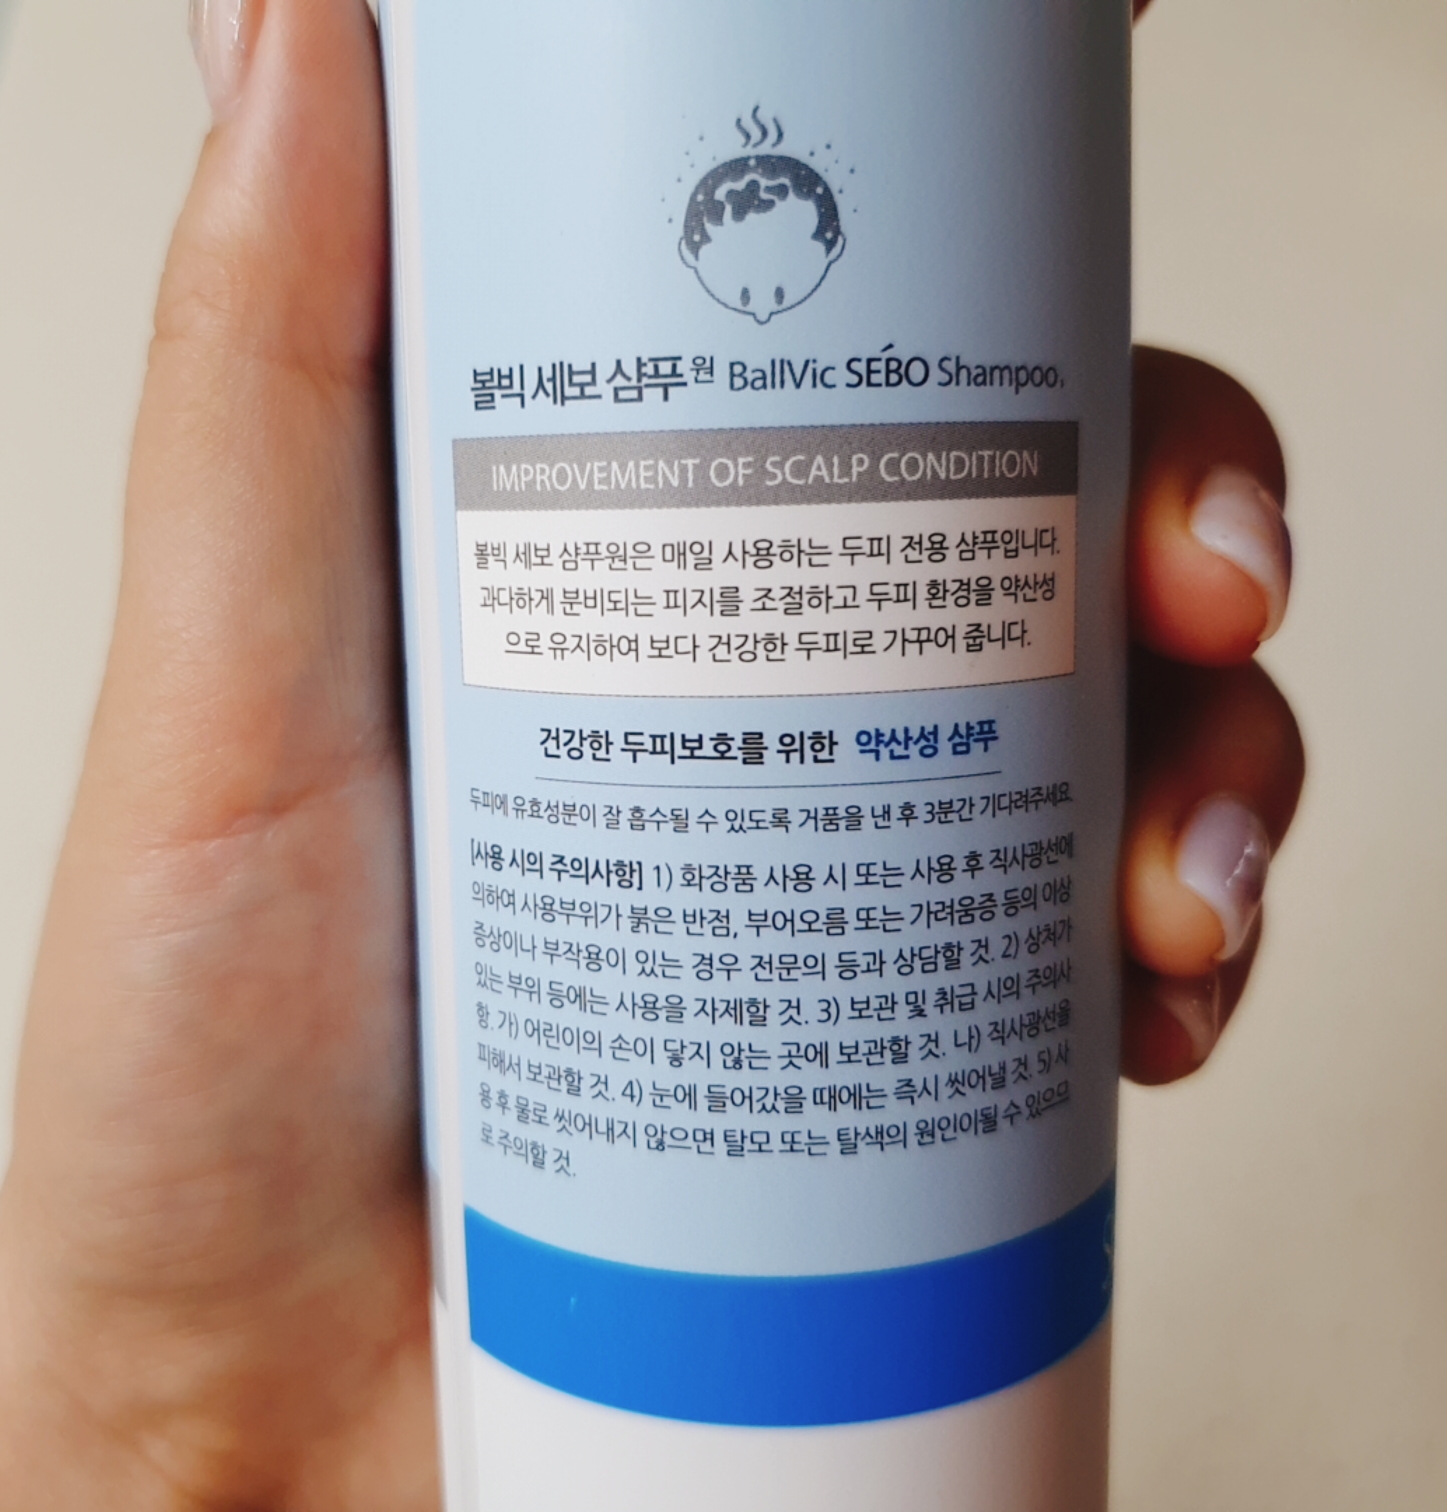 볼빅 세보 샴푸원 BallVic SÉBO Shampoo₁
IMPROVEMENT OF SCALP CONDITION
볼빅 세보 샴푸원은 매일 사용하는 두피 전용 샴푸입니다.
과다하게 분비되는 피지를 조절하고 두피 환경을 약산성
으로 유지하여 보다 건강한 두피로 가꾸어 줍니다.
건강한 두피보호를 위한 약산성 샴푸
두피에 유효성분이 잘 흡수될 수 있도록 거품을 낸 후 3분간 기다려주세요.
[사용 시의 주의사항] 1) 화장품 사용 시 또는 사용 후 직사광선에
의하여 사용부위가 붉은 반점, 부어오름 또는 가려움증 등의 이상
증상이나 부작용이 있는 경우 전문의 등과 상담할 것. 2) 상처가
있는 부위 등에는 사용을 자제할 것. 3) 보관 및 취급 시의 주의사
항. 가) 어린이의 손이 닿지 않는 곳에 보관할 것. 나) 직사광선을
피해서 보관할 것. 4) 눈에 들어갔을 때에는 즉시 씻어낼 것. 5) 사
용 후 물로 씻어내지 않으면 탈모 또는 탈색의 원인이될 수 있으므
로 주의할 것.